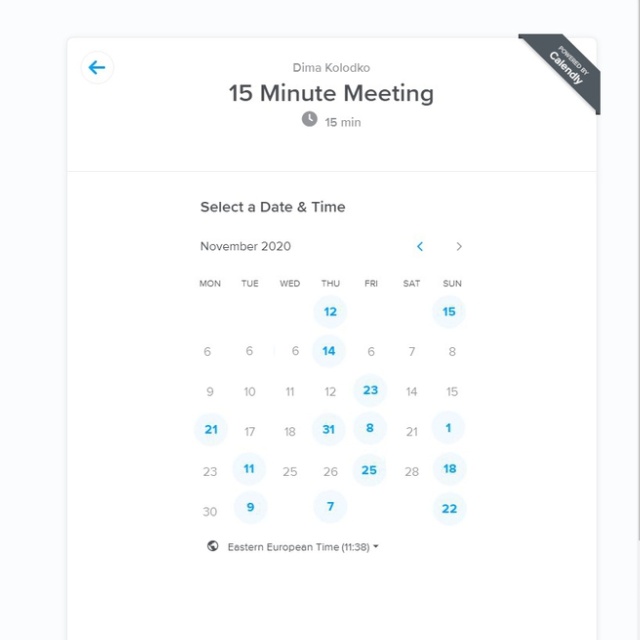 POWERED BY
Calendly
Dima Kolodko
15 Minute Meeting
15 min
Select a Date & Time
November 2020
MON TUE WED THU FRI SAT SUN
12 15
6 6 6 14 6 7 8
9 10 11 12 23 14 15
21 17 18 31 8 21 1
23 11 25 26 25 28 18
30 9 7 22
Eastern European Time (11:38)